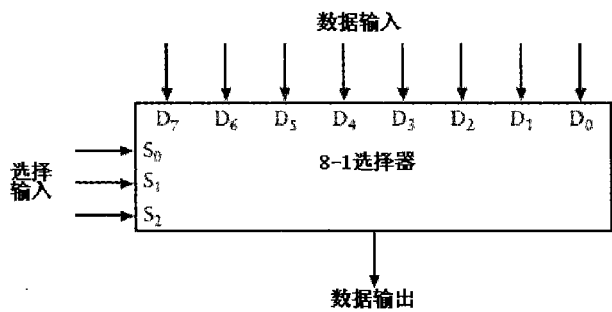 数据输入
D₇ D₆ D₅ D₄ D₃ D₂ D₁ D₀
S₀
8-1选择器
选择
输入
S₁
S₂
数据输出